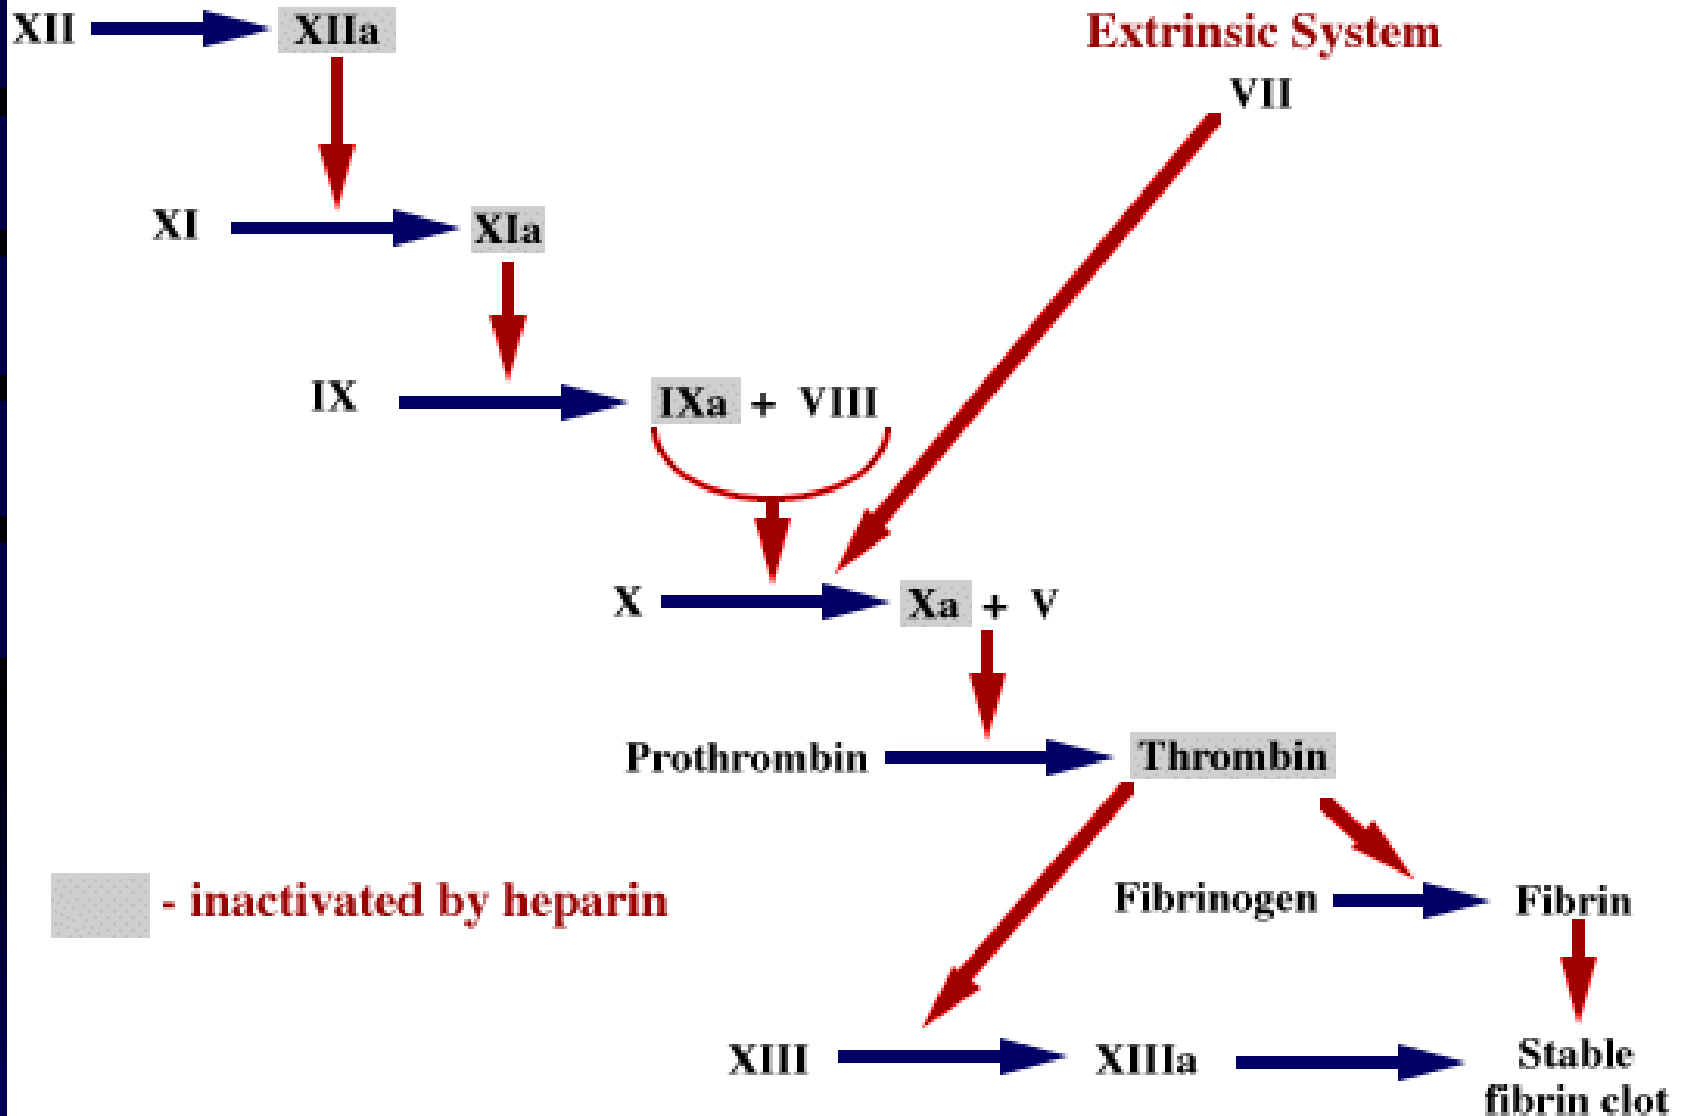 XII XIIa
Extrinsic System
VII
XI XIa
IX IXa + VIII
X Xa + V
Prothrombin Thrombin
- inactivated by heparin
Fibrinogen Fibrin
XIII XIIIa Stable
fibrin clot